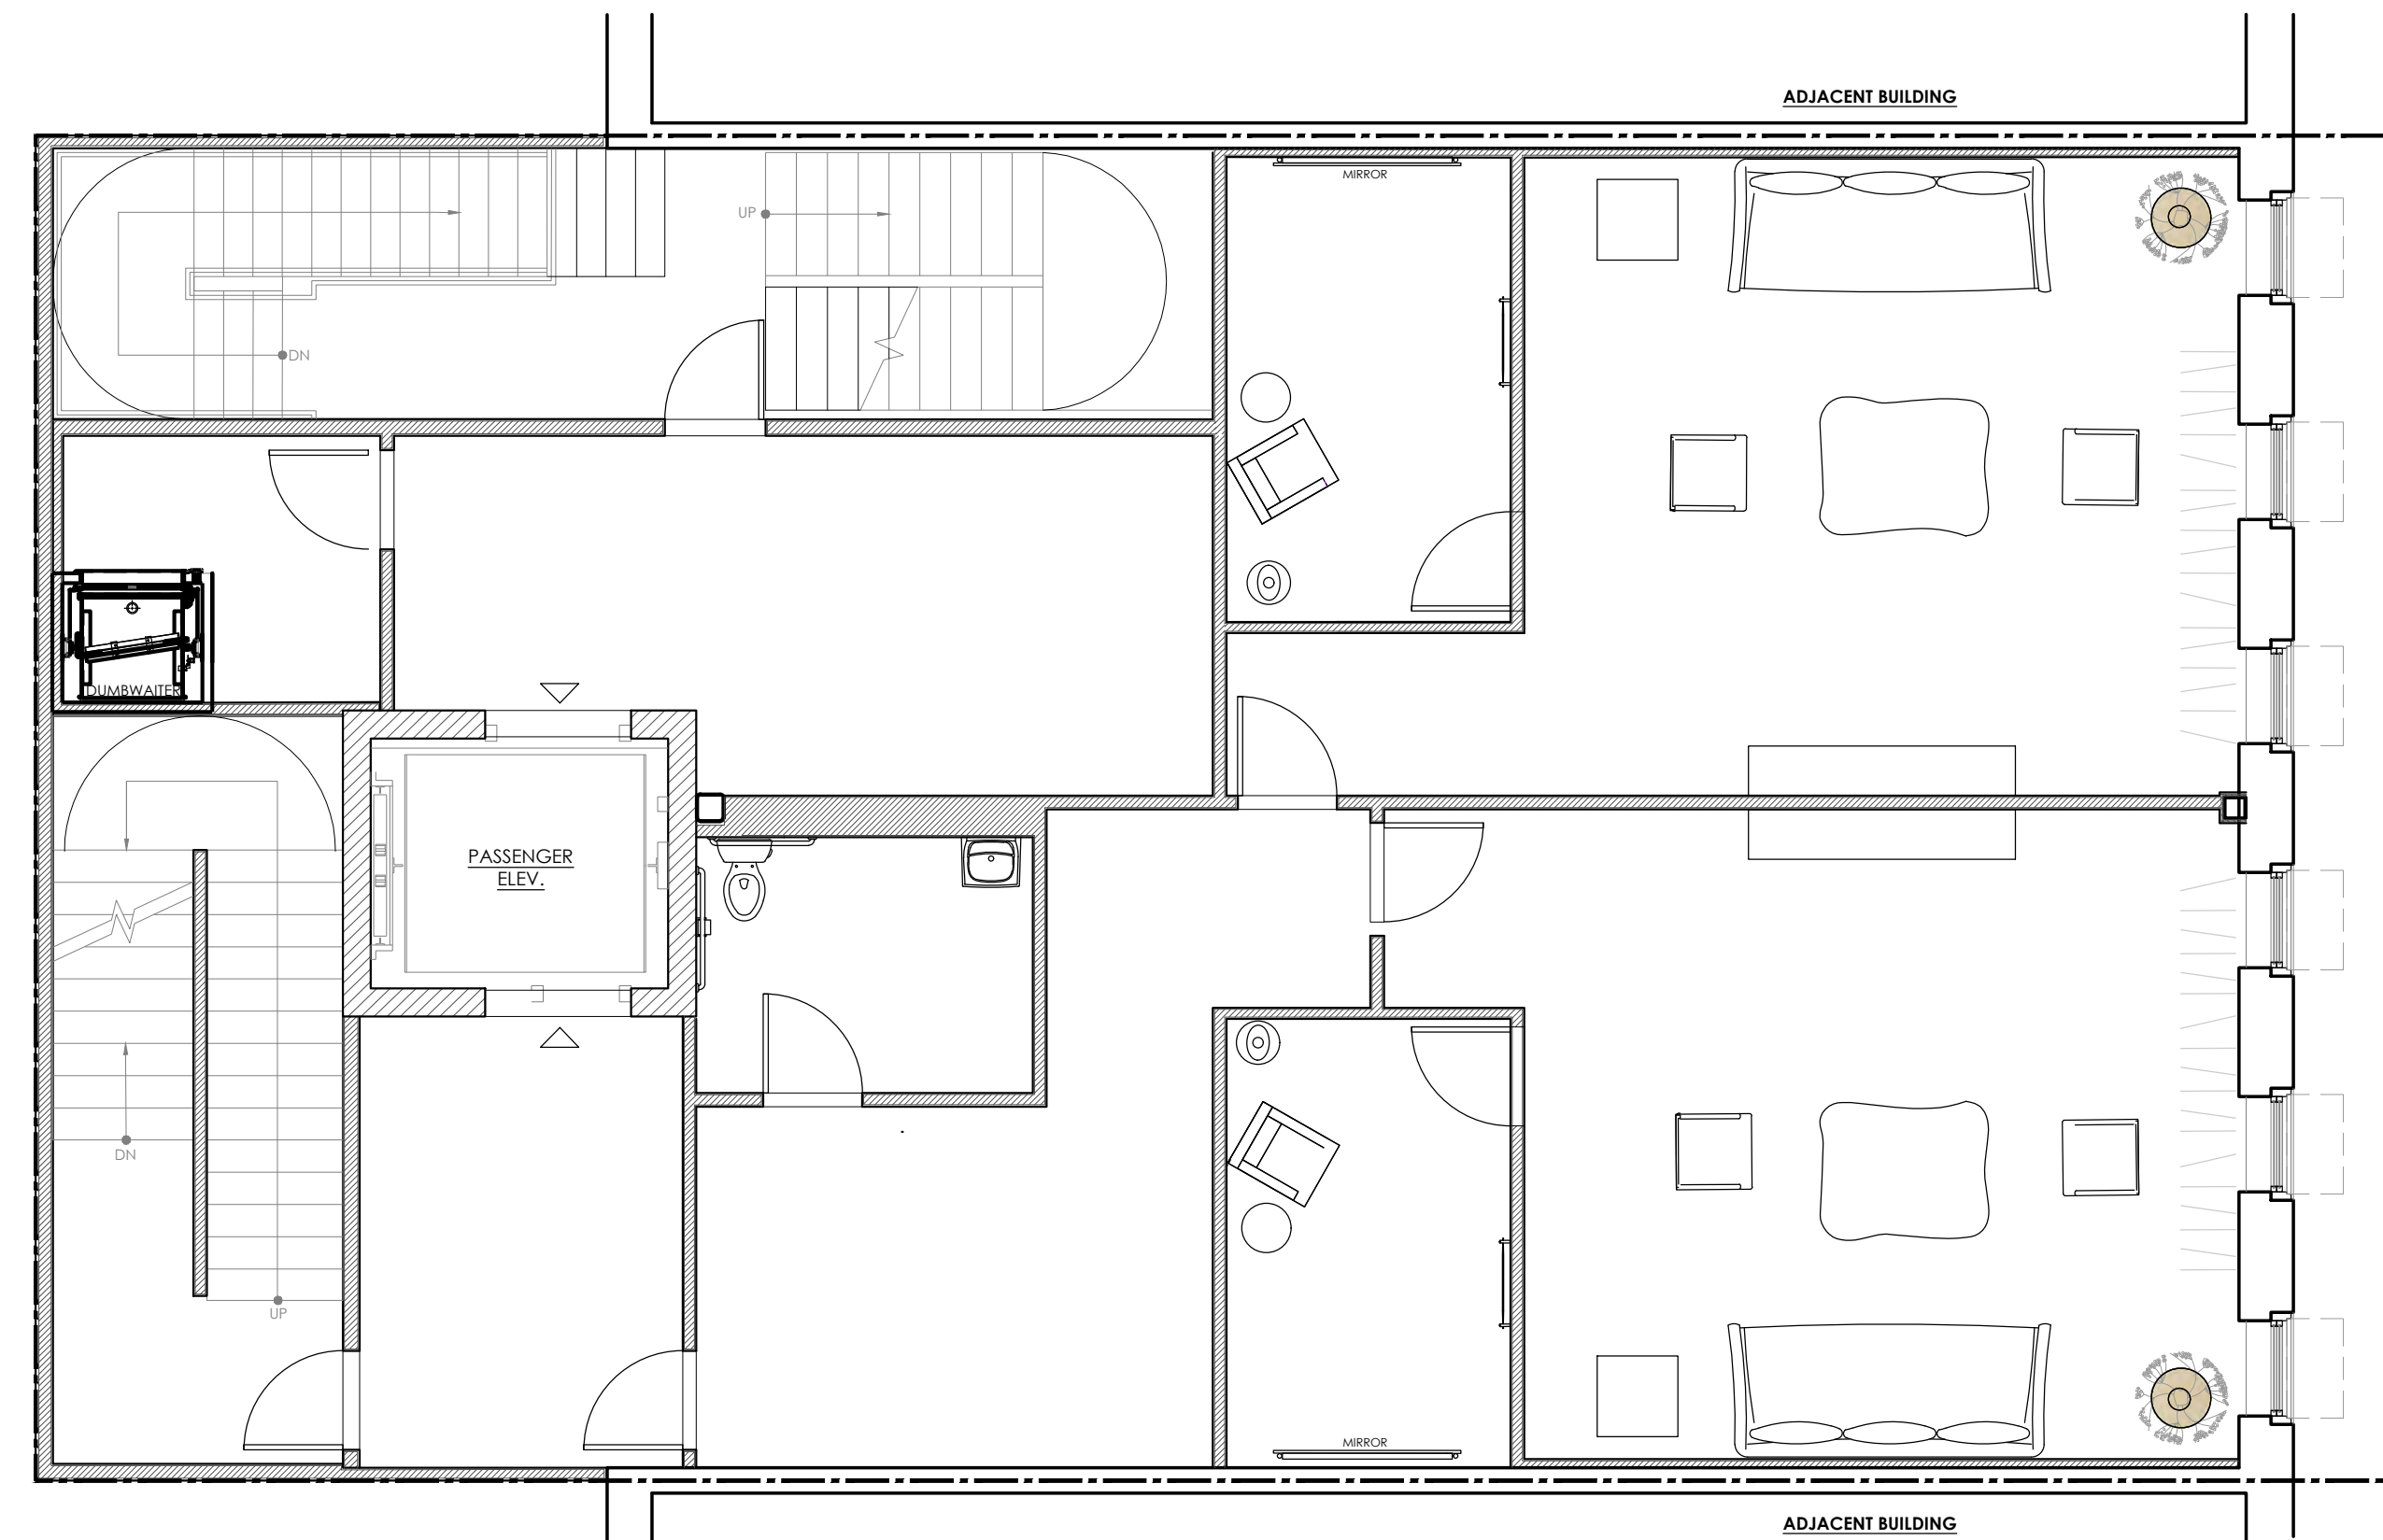 ADJACENT BUILDING
MIRROR
UP
DN
DUMBWAITER
PASSENGER
ELEV.
DN
UP
MIRROR
ADJACENT BUILDING